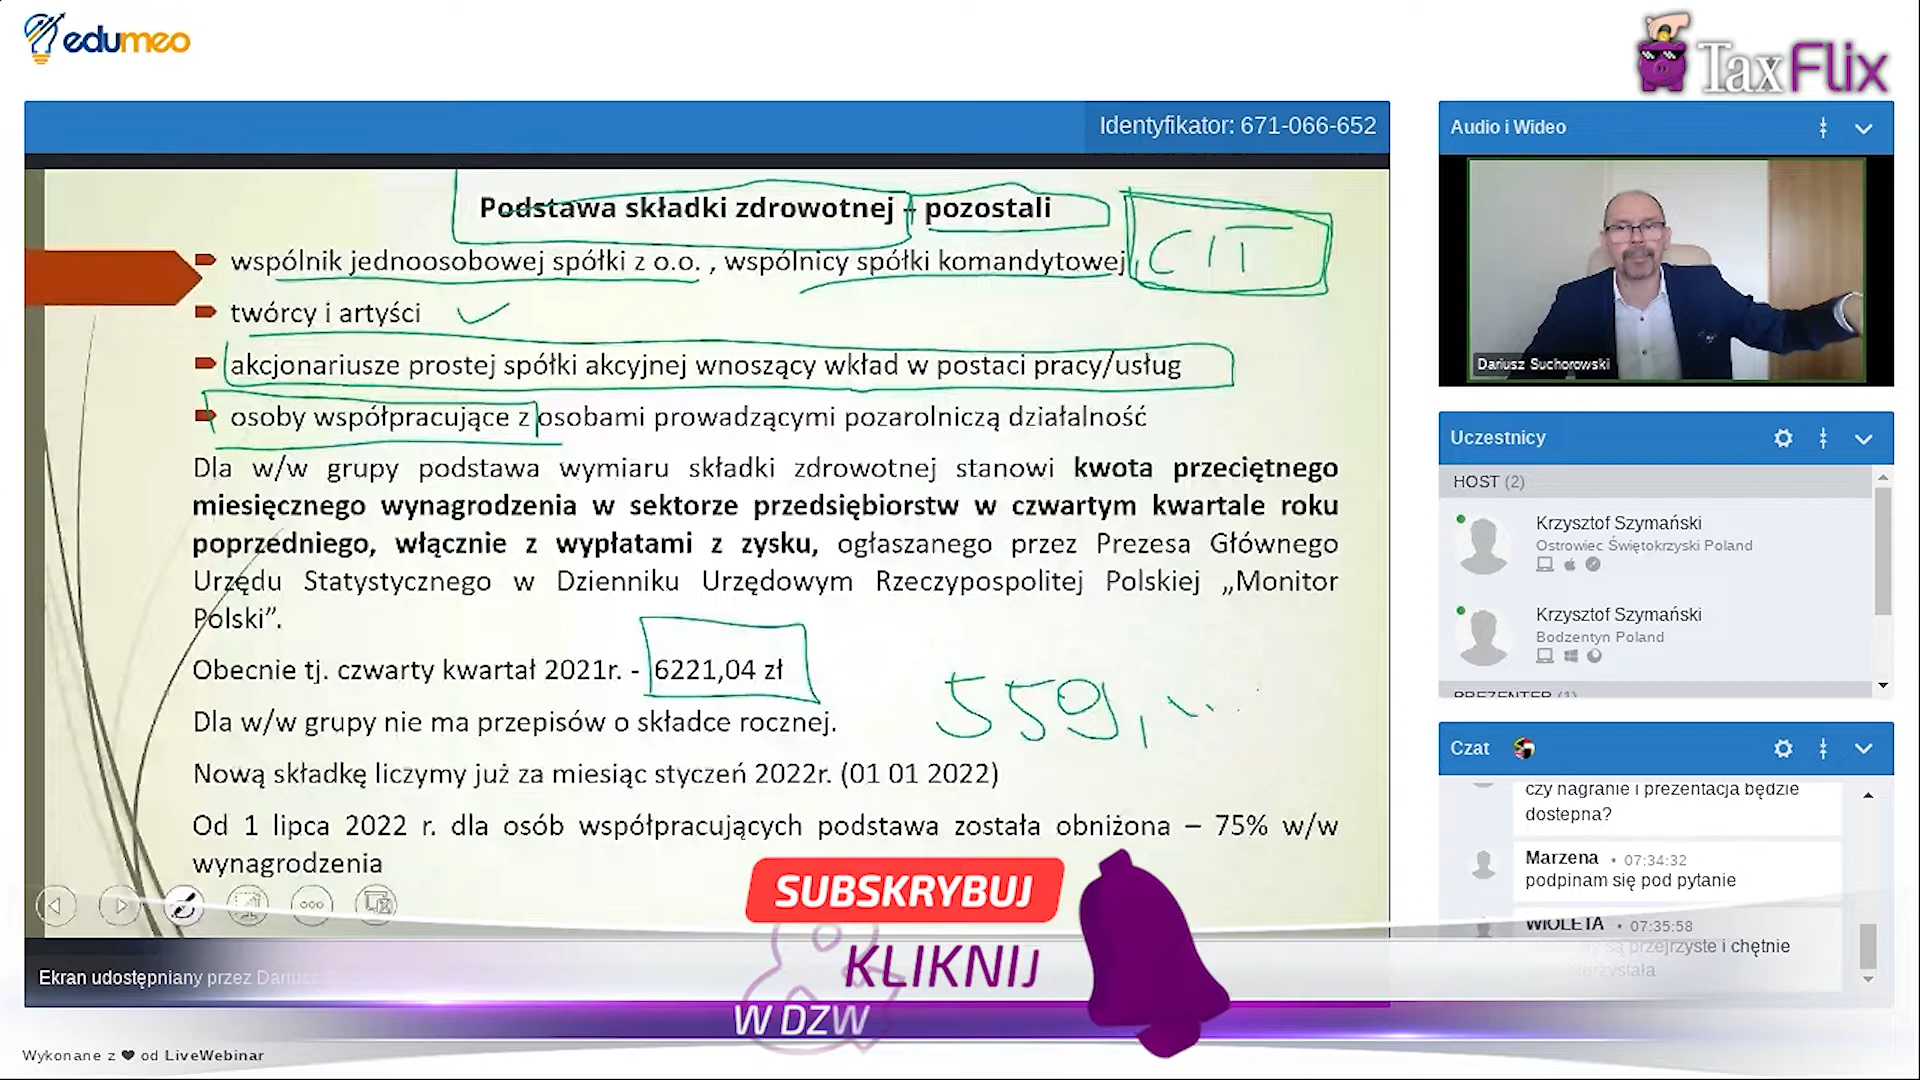 edumeo
TaxFlix
Identyfikator: 671-066-652
Podstawa składki zdrowotnej – pozostali
CIT
wspólnik jednoosobowej spółki z o.o. , wspólnicy spółki komandytowej
twórcy i artyści
akcjonariusze prostej spółki akcyjnej wnoszący wkład w postaci pracy/usług
osoby współpracujące z osobami prowadzącymi pozarolniczą działalność
Dla w/w grupy podstawa wymiaru składki zdrowotnej stanowi kwota przeciętnego
miesięcznego wynagrodzenia w sektorze przedsiębiorstw w czwartym kwartale roku
poprzedniego, włącznie z wypłatami z zysku, ogłaszanego przez Prezesa Głównego
Urzędu Statystycznego w Dzienniku Urzędowym Rzeczypospolitej Polskiej „Monitor
Polski”.
Obecnie tj. czwarty kwartał 2021r. - 6221,04 zł
559,
Dla w/w grupy nie ma przepisów o składce rocznej.
Nową składkę liczymy już za miesiąc styczeń 2022r. (01 01 2022)
Od 1 lipca 2022 r. dla osób współpracujących podstawa została obniżona – 75% w/w
wynagrodzenia
SUBSKRYBUJ
KLIKNIJ
W DZW
Ekran udostępniany przez Dariusz
Wykonane z ❤ od LiveWebinar
Audio i Wideo
Dariusz Suchorowski
Uczestnicy
HOST (2)
Krzysztof Szymański
Ostrowiec Świętokrzyski Poland
Krzysztof Szymański
Bodzentyn Poland
PREZENTER (1)
Czat
czy nagranie i prezentacja będzie
dostepna?
Marzena • 07:34:32
podpinam się pod pytanie
WIOLETA • 07:35:58
są przejrzyste i chętnie